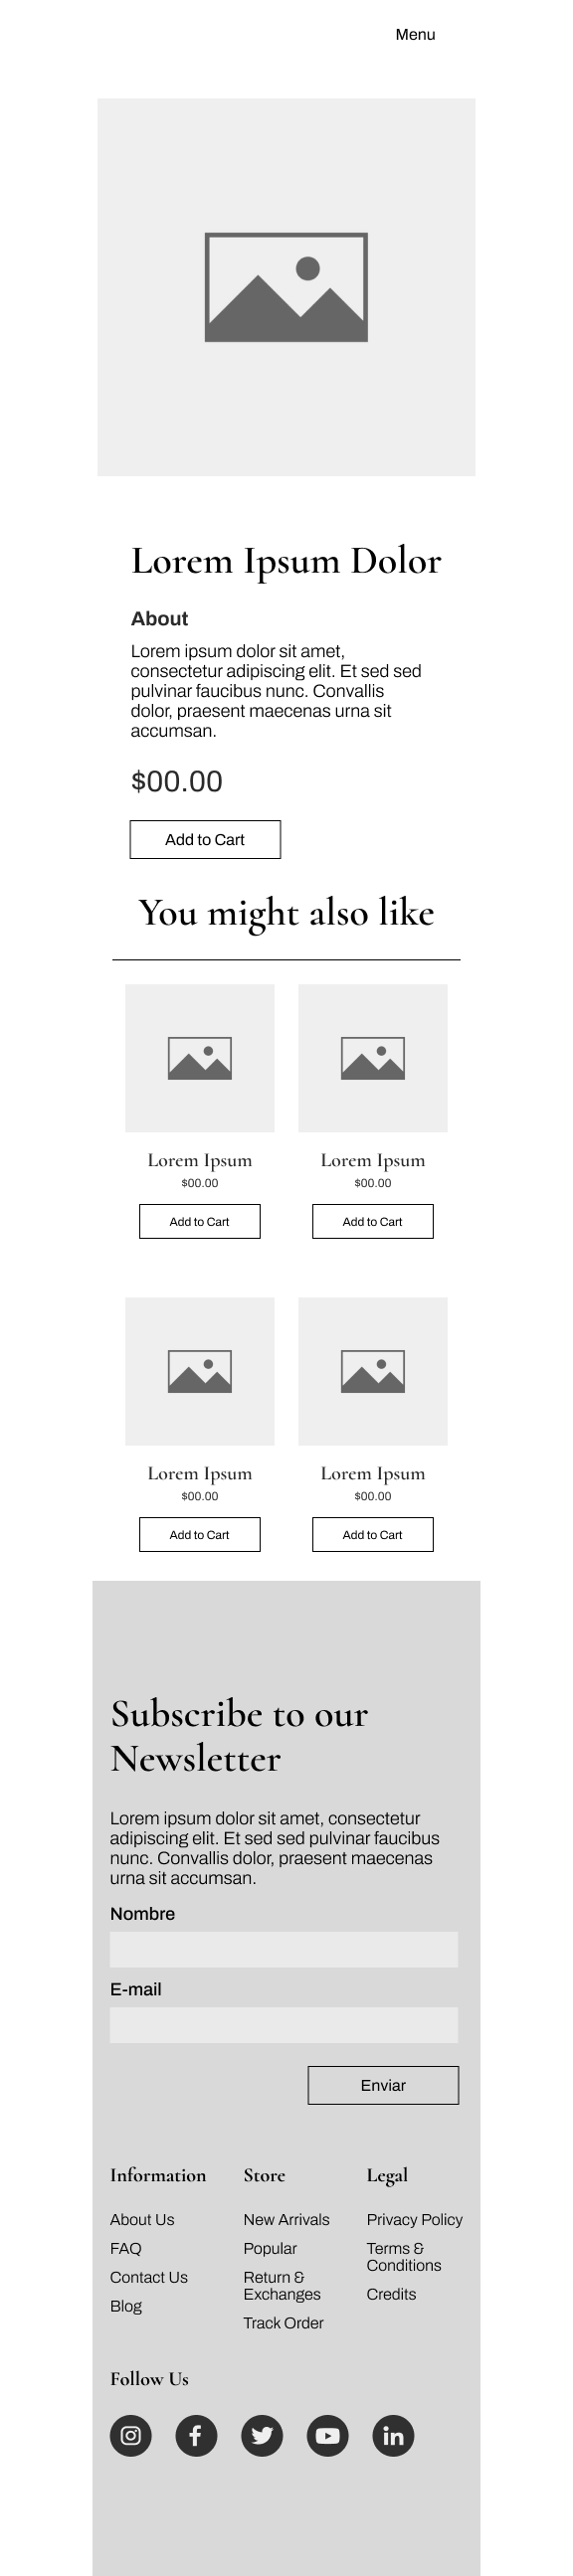 Menu
Lorem Ipsum Dolor
About
Lorem ipsum dolor sit amet,
consectetur adipiscing elit. Et sed sed
pulvinar faucibus nunc. Convallis
dolor, praesent maecenas urna sit
accumsan.
$00.00
Add to Cart
You might also like
Lorem Ipsum
$00.00
Add to Cart
Lorem Ipsum
$00.00
Add to Cart
Lorem Ipsum
$00.00
Add to Cart
Lorem Ipsum
$00.00
Add to Cart
Subscribe to our
Newsletter
Lorem ipsum dolor sit amet, consectetur
adipiscing elit. Et sed sed pulvinar faucibus
nunc. Convallis dolor, praesent maecenas
urna sit accumsan.
Nombre
E-mail
Enviar
Information
About Us
FAQ
Contact Us
Blog
Store
New Arrivals
Popular
Return &
Exchanges
Track Order
Legal
Privacy Policy
Terms &
Conditions
Credits
Follow Us